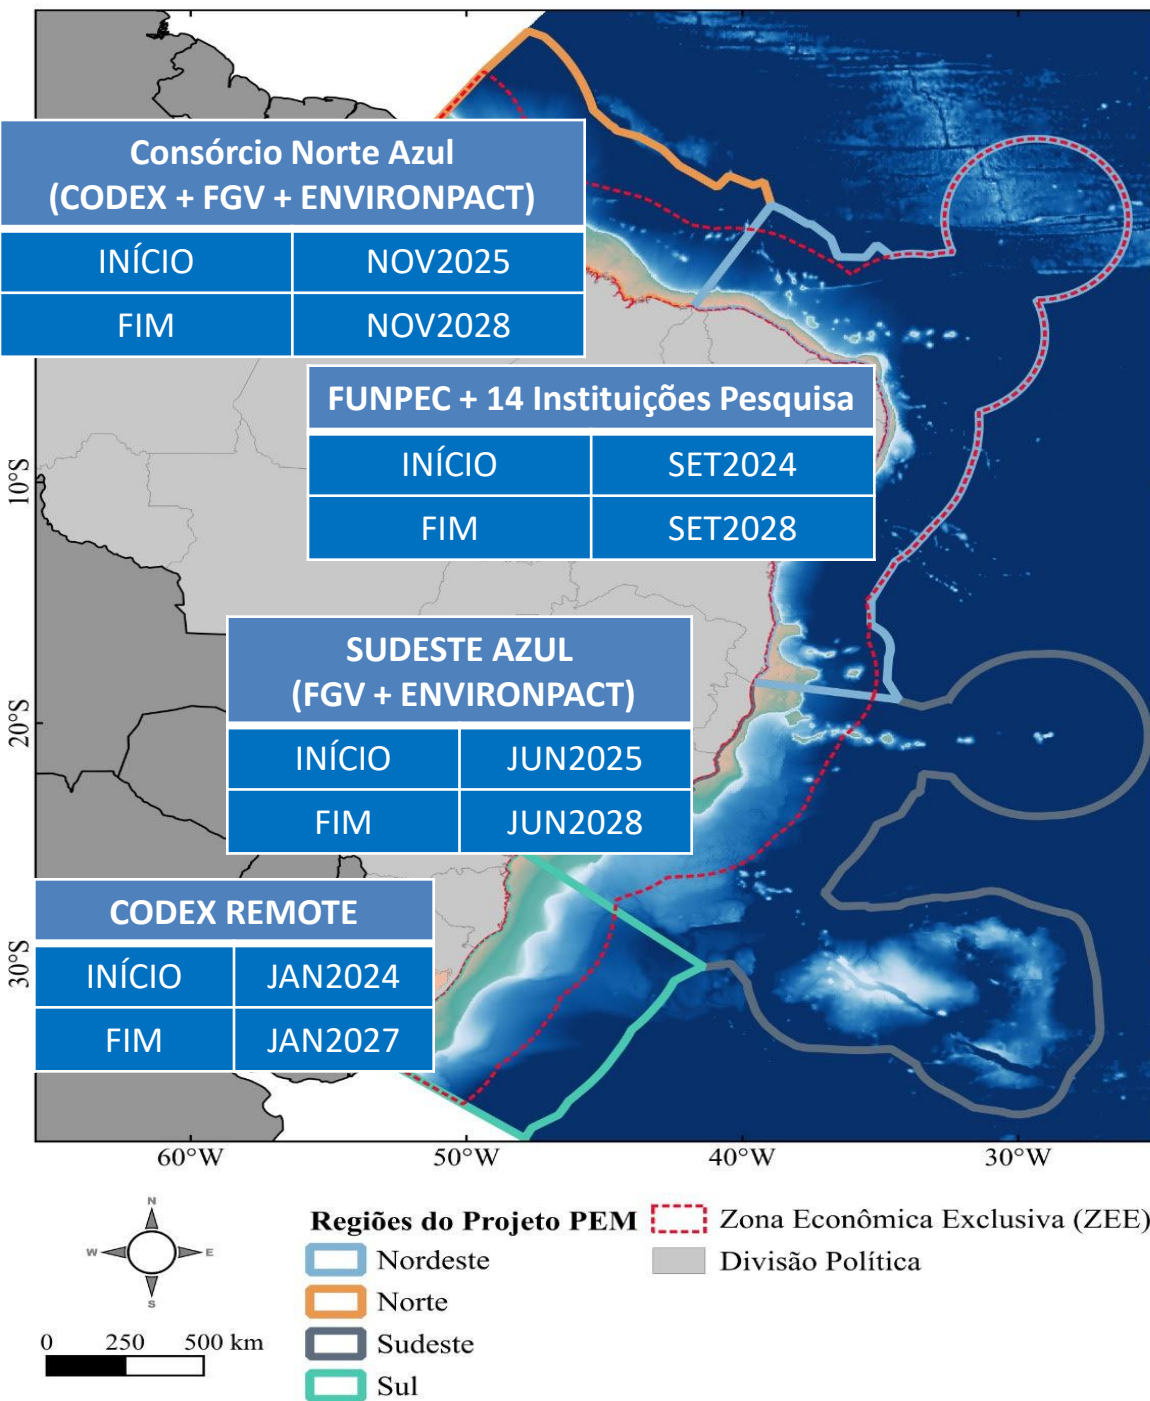 Consórcio Norte Azul
(CODEX + FGV + ENVIRONPACT)
INÍCIO NOV2025
FIM NOV2028
FUNPEC + 14 Instituições Pesquisa
INÍCIO SET2024
FIM SET2028
10°S
SUDESTE AZUL
(FGV + ENVIRONPACT)
INÍCIO JUN2025
FIM JUN2028
20°S
CODEX REMOTE
INÍCIO JAN2024
FIM JAN2027
30°S
60°W 50°W 40°W 30°W
N
W E
S
0 250 500 km
Regiões do Projeto PEM
Nordeste
Norte
Sudeste
Sul
Zona Econômica Exclusiva (ZEE)
Divisão Política